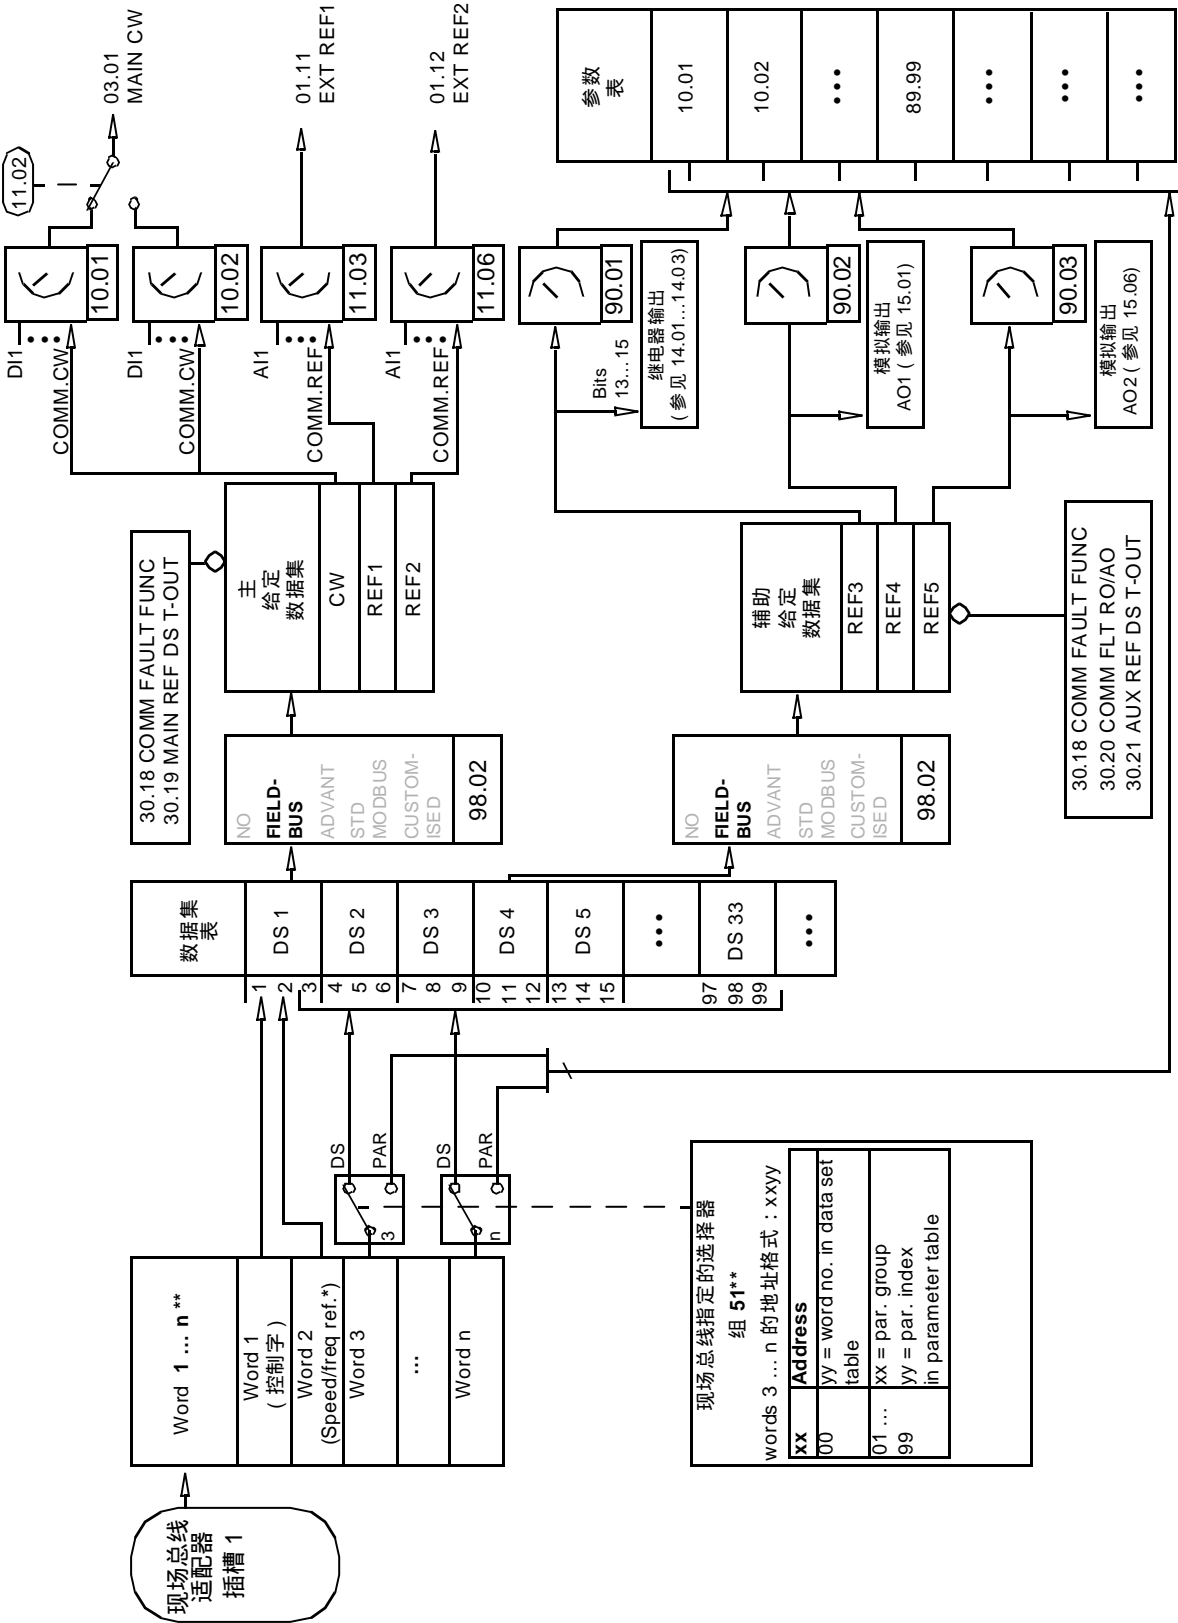 现场总线
适配器
插槽 1
Word 1 ... n **
Word 1
( 控制字 )
Word 2
(Speed/freq ref.*)
Word 3
...
Word n
3
DS
PAR
n
DS
PAR
现场总线指定的选择器
组 51**
words 3 ... n 的地址格式 : xxyy
xx Address
00 yy = word no. in data set
table
01 ... xx = par. group
99 yy = par. index
in parameter table
数据集
表
DS 1
DS 2
DS 3
DS 4
DS 5
•••
DS 33
•••
1
2
3
4
5
6
7
8
9
10
11
12
13
14
15
97
98
99
NO
FIELD-
BUS
ADVANT
STD
MODBUS
CUSTOM-
ISED
98.02
NO
FIELD-
BUS
ADVANT
STD
MODBUS
CUSTOM-
ISED
98.02
30.18 COMM FAULT FUNC
30.19 MAIN REF DS T-OUT
主
给定
数据集
CW
REF1
REF2
辅助
给定
数据集
REF3
REF4
REF5
30.18 COMM FAULT FUNC
30.20 COMM FLT RO/AO
30.21 AUX REF DS T-OUT
DI1
•••
COMM.CW
10.01
DI1
•••
COMM.CW
10.02
AI1
•••
COMM.REF
11.03
AI1
•••
COMM.REF
11.06
11.02
03.01
MAIN CW
01.11
EXT REF1
01.12
EXT REF2
Bits
13...15
继电器输出
( 参见 14.01...14.03)
90.01
模拟输出
AO1 ( 参见 15.01)
90.02
模拟输出
AO2 ( 参见 15.06)
90.03
参数
表
10.01
10.02
•••
89.99
•••
•••
•••